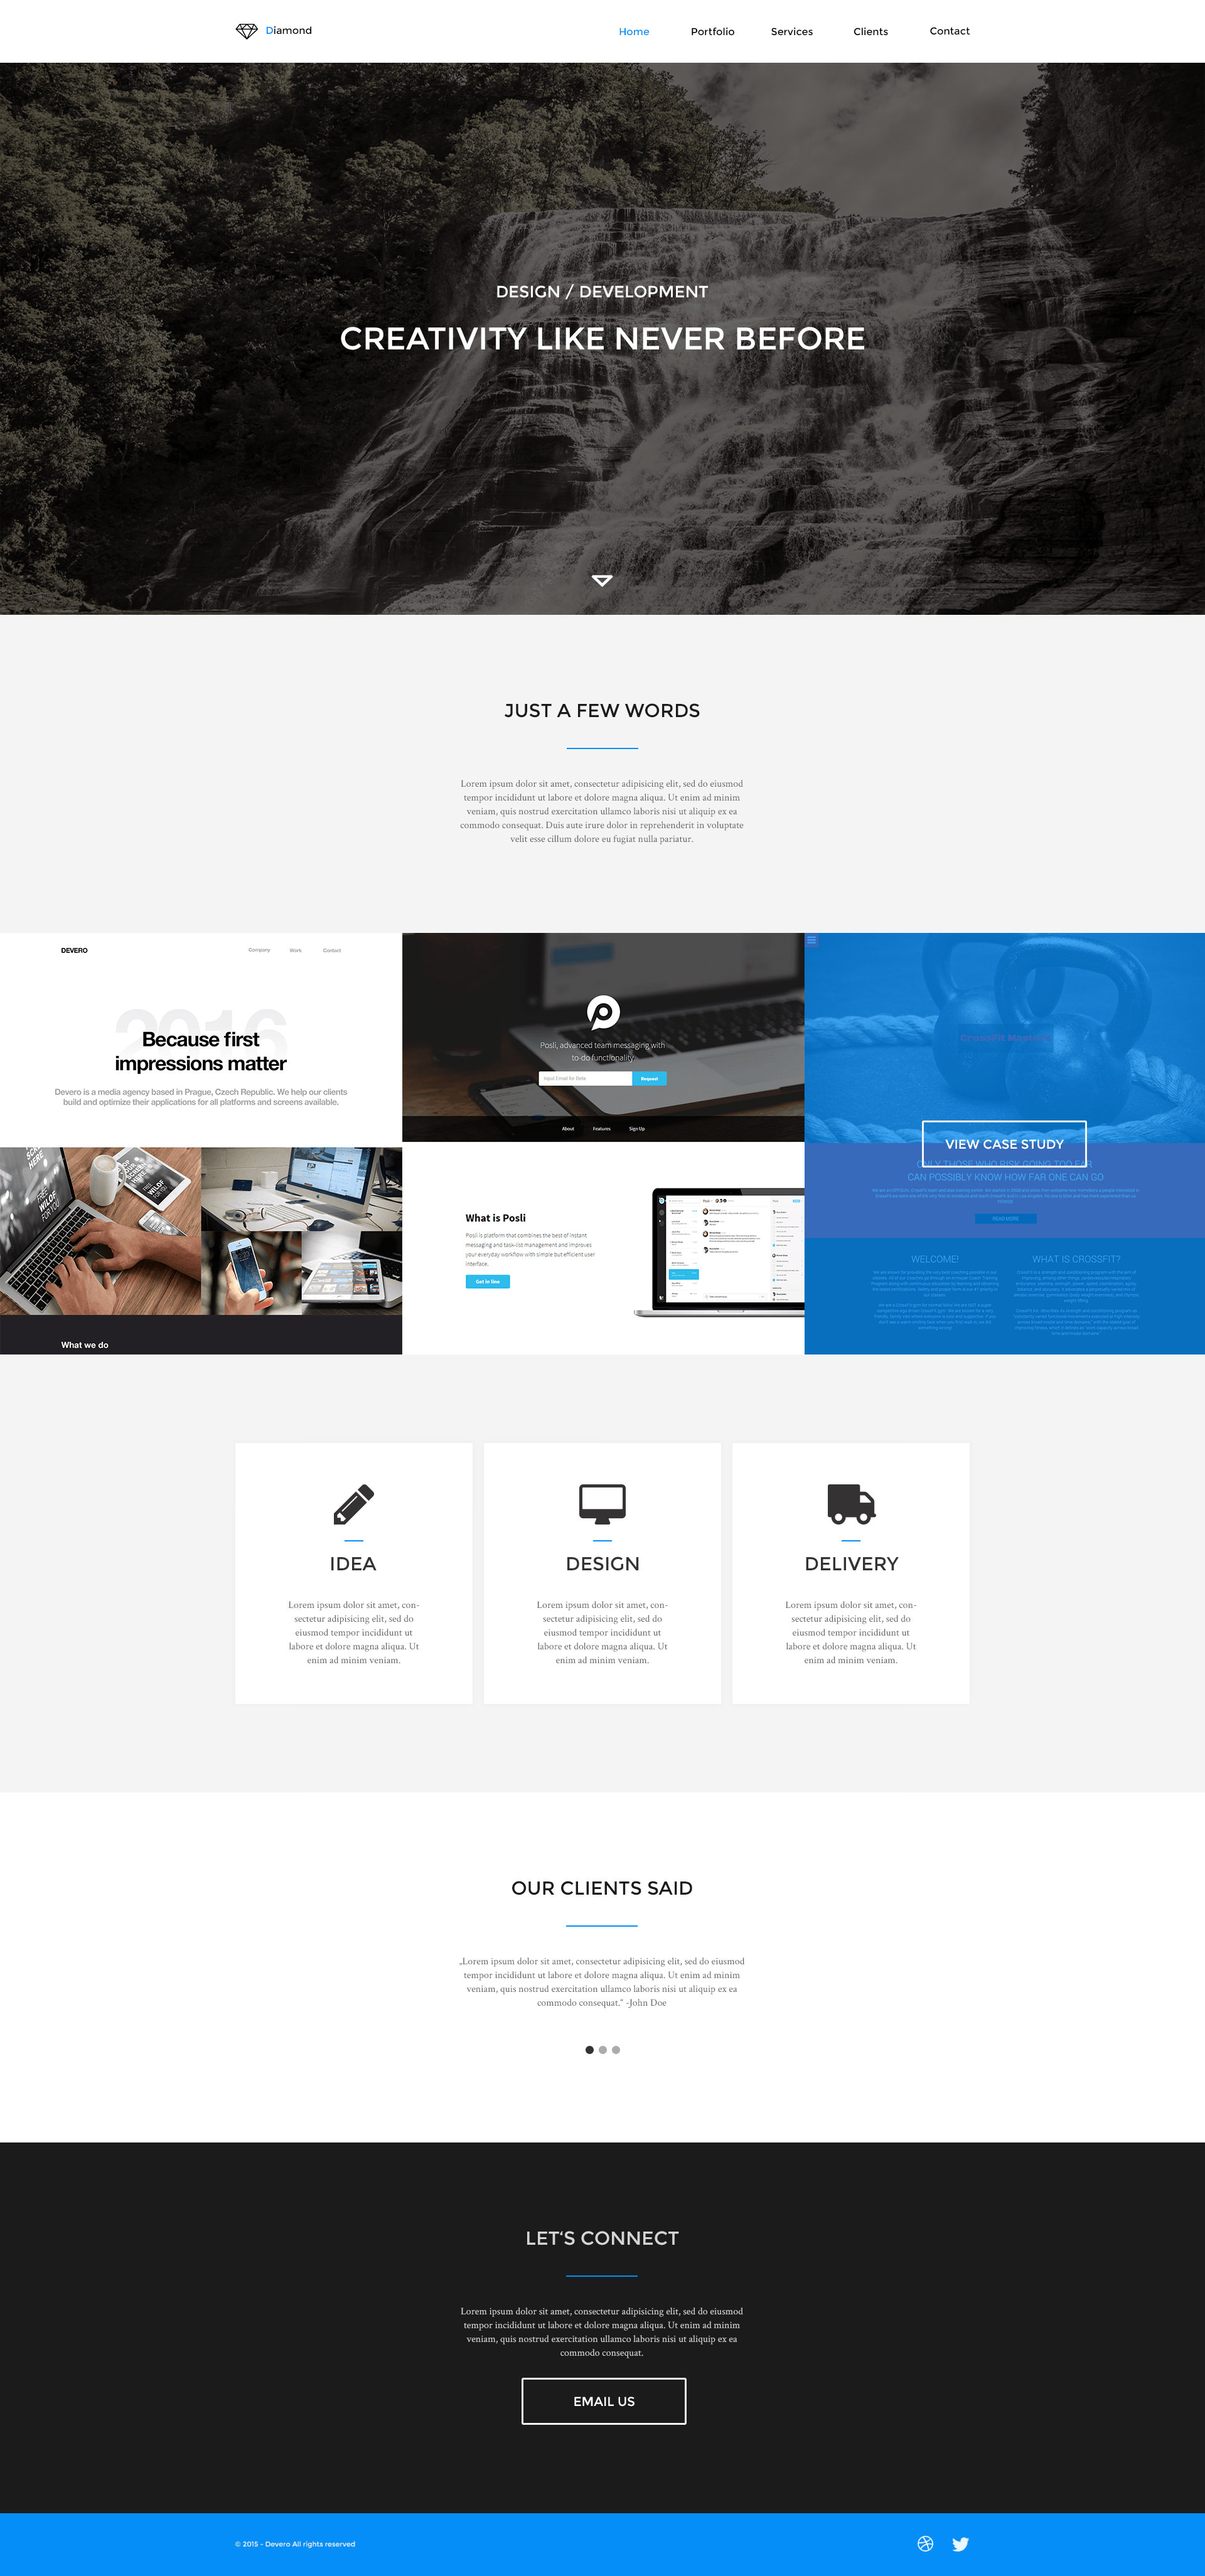 Diamond
Home Portfolio Services Clients Contact
DESIGN / DEVELOPMENT
CREATIVITY LIKE NEVER BEFORE
JUST A FEW WORDS
Lorem ipsum dolor sit amet, consectetur adipisicing elit, sed do eiusmod
tempor incididunt ut labore et dolore magna aliqua. Ut enim ad minim
veniam, quis nostrud exercitation ullamco laboris nisi ut aliquip ex ea
commodo consequat. Duis aute irure dolor in reprehenderit in voluptate
velit esse cillum dolore eu fugiat nulla pariatur.
DEVERO
Company Work Contact
2016
Because first
impressions matter
Devero is a media agency based in Prague, Czech Republic. We help our clients
build and optimize their applications for all platforms and screens available.
What we do
Posli, advanced team messaging with
to-do functionality.
Request
About Features Sign Up
What is Posli
Posli is platform that combines the best of instant
messaging and task-list management and improves
your everyday workflow with simple but efficient user
interface.
Get in line
VIEW CASE STUDY
ONLY THOSE WHO RISK GOING TOO FAR
CAN POSSIBLY KNOW HOW FAR ONE CAN GO
READ MORE
WELCOME!
WHAT IS CROSSFIT?
IDEA
Lorem ipsum dolor sit amet, con-
sectetur adipisicing elit, sed do
eiusmod tempor incididunt ut
labore et dolore magna aliqua. Ut
enim ad minim veniam.
DESIGN
Lorem ipsum dolor sit amet, con-
sectetur adipisicing elit, sed do
eiusmod tempor incididunt ut
labore et dolore magna aliqua. Ut
enim ad minim veniam.
DELIVERY
Lorem ipsum dolor sit amet, con-
sectetur adipisicing elit, sed do
eiusmod tempor incididunt ut
labore et dolore magna aliqua. Ut
enim ad minim veniam.
OUR CLIENTS SAID
„Lorem ipsum dolor sit amet, consectetur adipisicing elit, sed do eiusmod
tempor incididunt ut labore et dolore magna aliqua. Ut enim ad minim
veniam, quis nostrud exercitation ullamco laboris nisi ut aliquip ex ea
commodo consequat.“ -John Doe
LET‘S CONNECT
Lorem ipsum dolor sit amet, consectetur adipisicing elit, sed do eiusmod
tempor incididunt ut labore et dolore magna aliqua. Ut enim ad minim
veniam, quis nostrud exercitation ullamco laboris nisi ut aliquip ex ea
commodo consequat.
EMAIL US
© 2015 - Devero All rights reserved